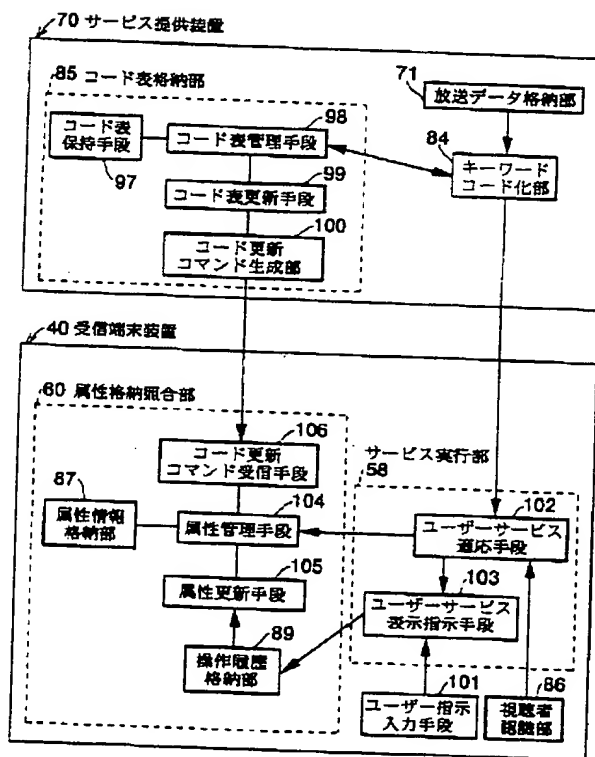 70 サービス提供装置
85 コード表格納部
71
放送データ格納部
98
コード表
保持手段
コード表管理手段
97
84
キーワード
コード化部
99
コード表更新手段
100
コード更新
コマンド生成部
40 受信端末装置
60 属性格納照合部
106
コード更新
コマンド受信手段
サービス実行部
58
87
属性情報
格納部
104
属性管理手段
102
ユーザーサービス
適応手段
105
属性更新手段
103
ユーザーサービス
表示指示手段
89
操作履歴
格納部
101
ユーザー指示
入力手段
86
視聴者
認識部